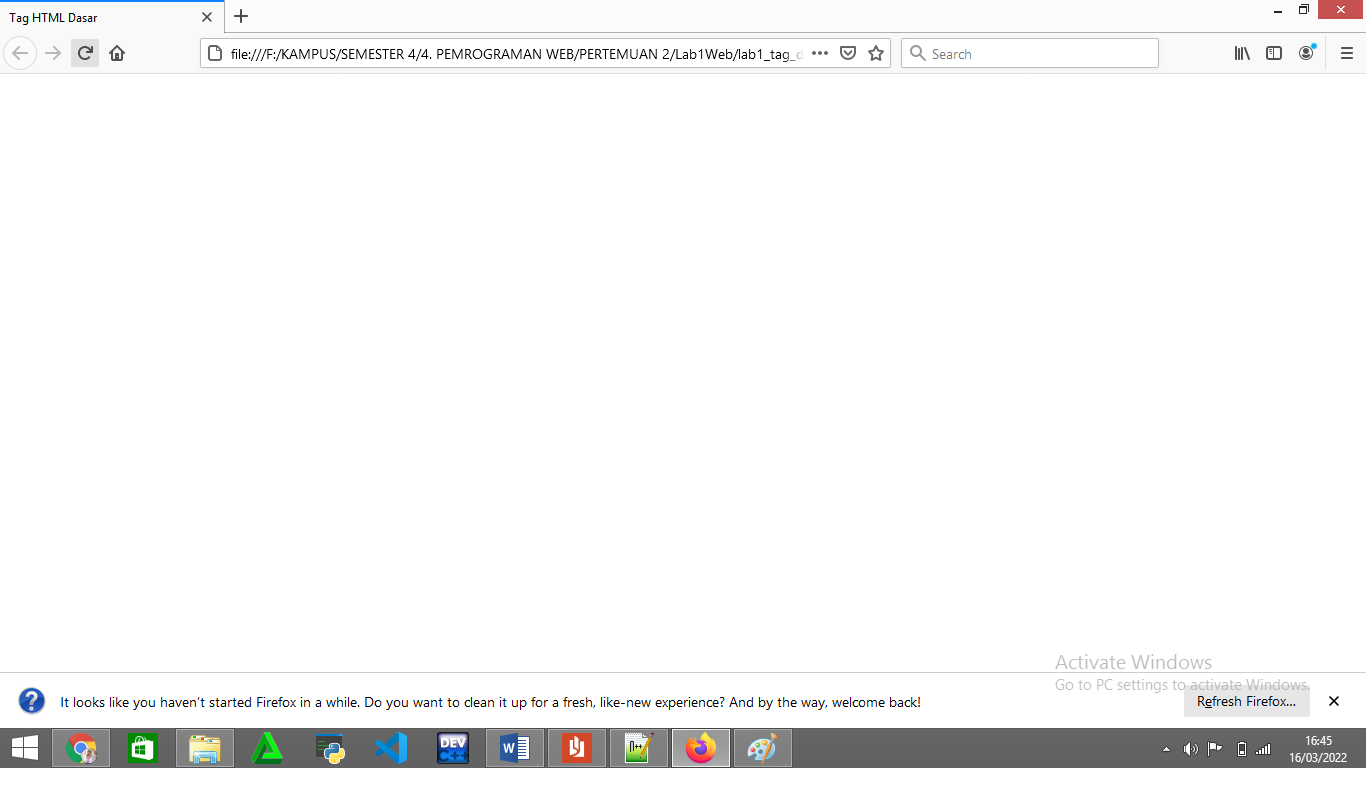 Tag HTML Dasar
file:///F:/KAMPUS/SEMESTER 4/4. PEMROGRAMAN WEB/PERTEMUAN 2/Lab1Web/lab1_tag_d
Search
Activate Windows
Go to PC settings to activate Windows.
It looks like you haven't started Firefox in a while. Do you want to clean it up for a fresh, like-new experience? And by the way, welcome back!
Refresh Firefox...
DEV
C++
W
N++
16:45
16/03/2022